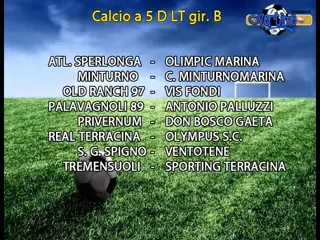 Calcio a 5 D LT gir. B
ATL. SPERLONGA - OLIMPIC MARINA
MINTURNO - C. MINTURNOMARINA
OLD RANCH 97 - VIS FONDI
PALAVAGNOLI 89 - ANTONIO PALLUZZI
PRIVERNUM - DON BOSCO GAETA
REAL TERRACINA - OLYMPUS S.C.
S. G. SPIGNO - VENTOTENE
TREMENSUOLI - SPORTING TERRACINA